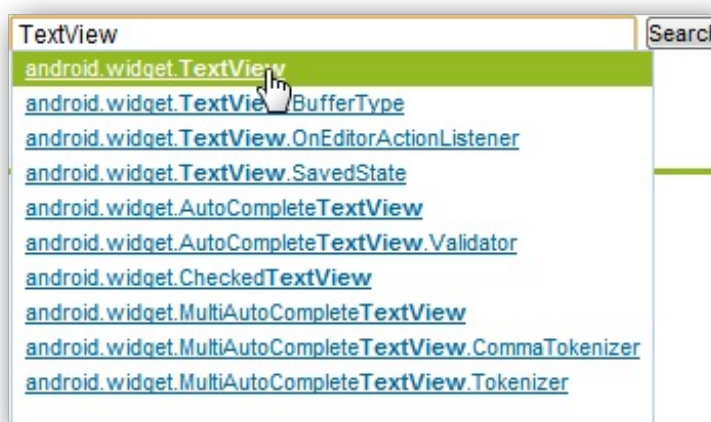 TextView
Search
android.widget.TextView
android.widget.TextView.BufferType
android.widget.TextView.OnEditorActionListener
android.widget.TextView.SavedState
android.widget.AutoCompleteTextView
android.widget.AutoCompleteTextView.Validator
android.widget.CheckedTextView
android.widget.MultiAutoCompleteTextView
android.widget.MultiAutoCompleteTextView.CommaTokenizer
android.widget.MultiAutoCompleteTextView.Tokenizer